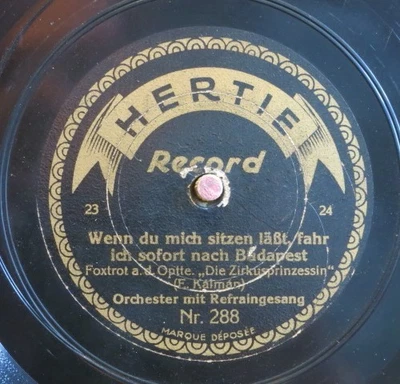 HERTIE
Record
23 24
Wenn du mich sitzen läßt, fahr
ich sofort nach Budapest
Foxtrot a. d. Optte. „Die Zirkusprinzessin“
(E. Kálmán)
Orchester mit Refraingesang
Nr. 288
MARQUE DÉPOSÉE